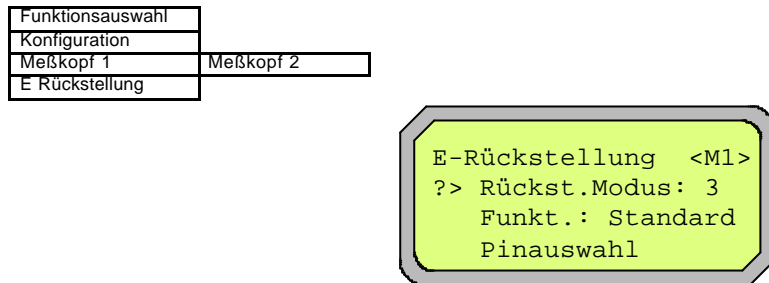 Funktionsauswahl
Konfiguration
Meßkopf 1 Meßkopf 2
E Rückstellung
E-Rückstellung <M1>
?> Rückst.Modus: 3
Funkt.: Standard
Pinauswahl